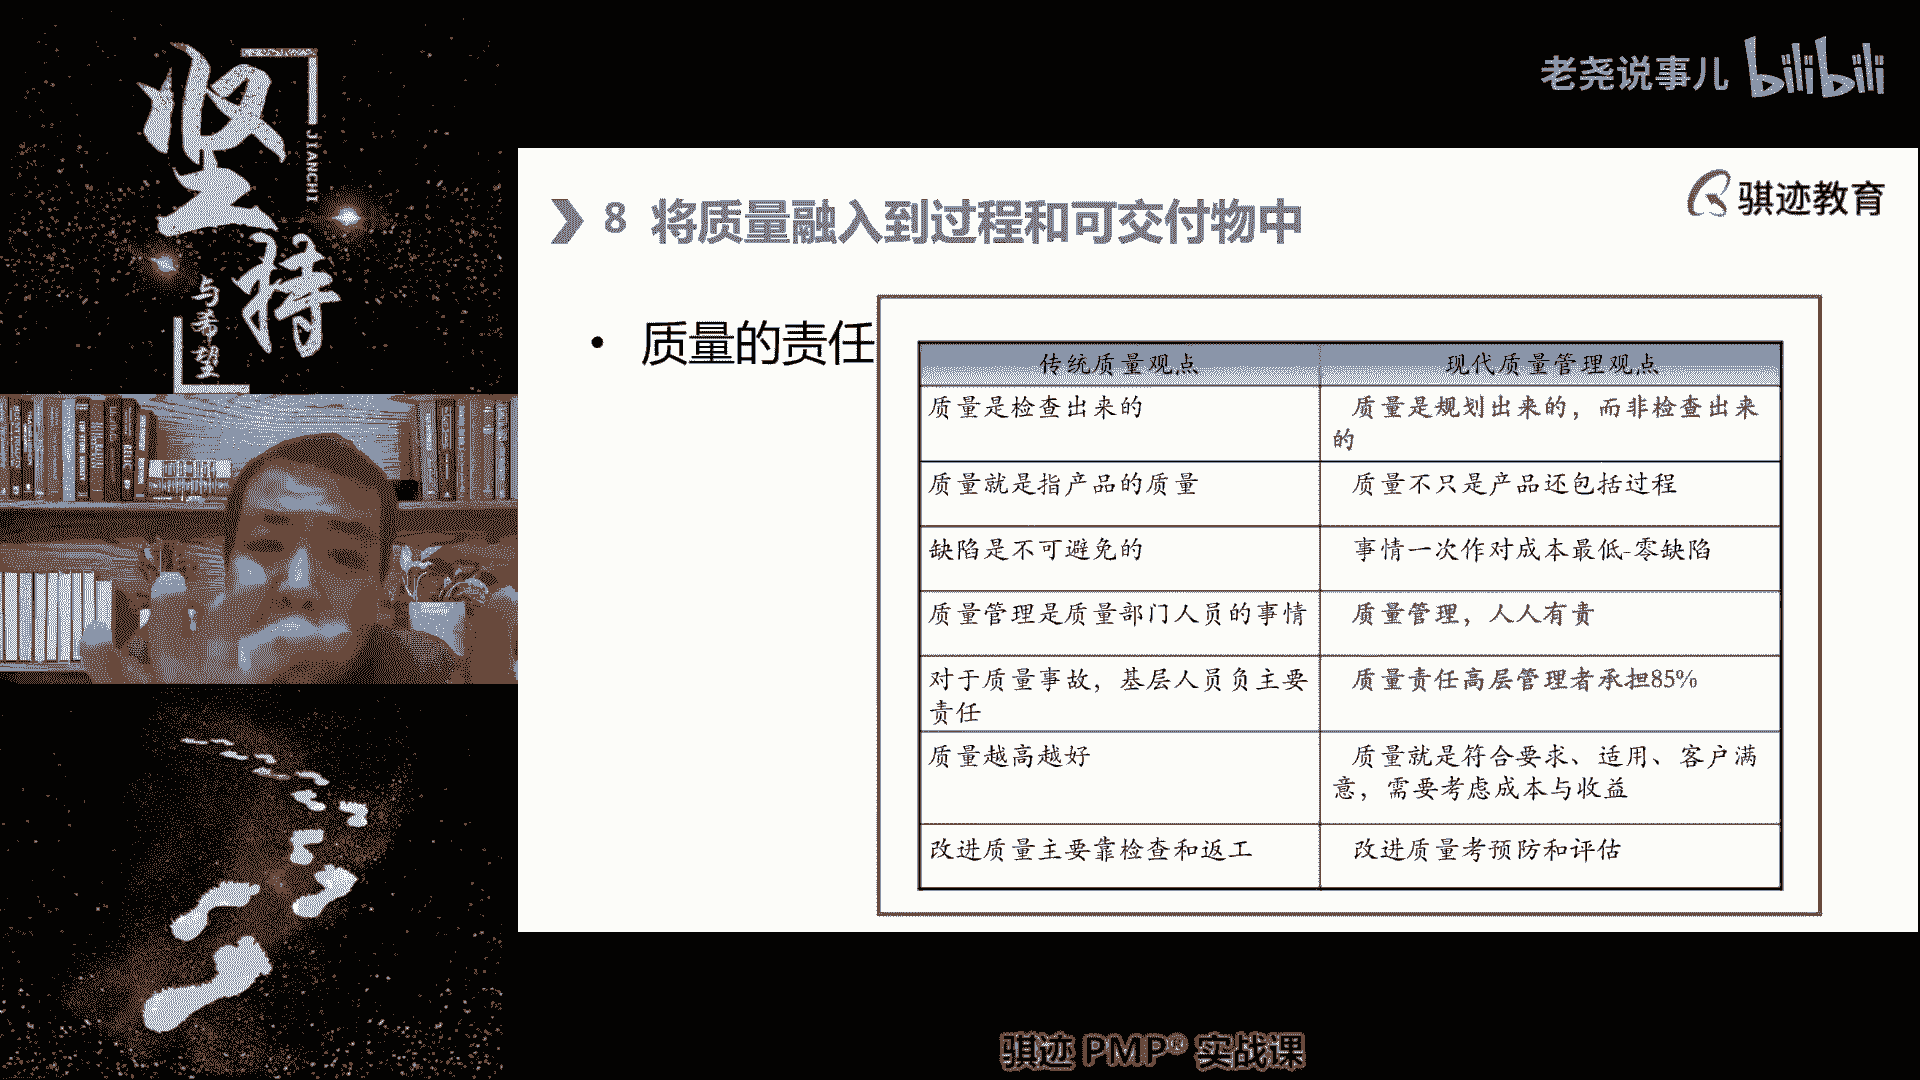 坚持
JIANCHI
与希望
老尧说事儿 bilibili
骐迹教育
8 将质量融入到过程和可交付物中
• 质量的责任
传统质量观点
现代质量管理观点
质量是检查出来的
质量是规划出来的，而非检查出来
的
质量就是指产品的质量
质量不只是产品还包括过程
缺陷是不可避免的
事情一次作对成本最低-零缺陷
质量管理是质量部门人员的事情
质量管理，人人有责
对于质量事故，基层人员负主要
责任
质量责任高层管理者承担85%
质量越高越好
质量就是符合要求、适用、客户满
意，需要考虑成本与收益
改进质量主要靠检查和返工
改进质量考预防和评估
骐迹 PMP® 实战课